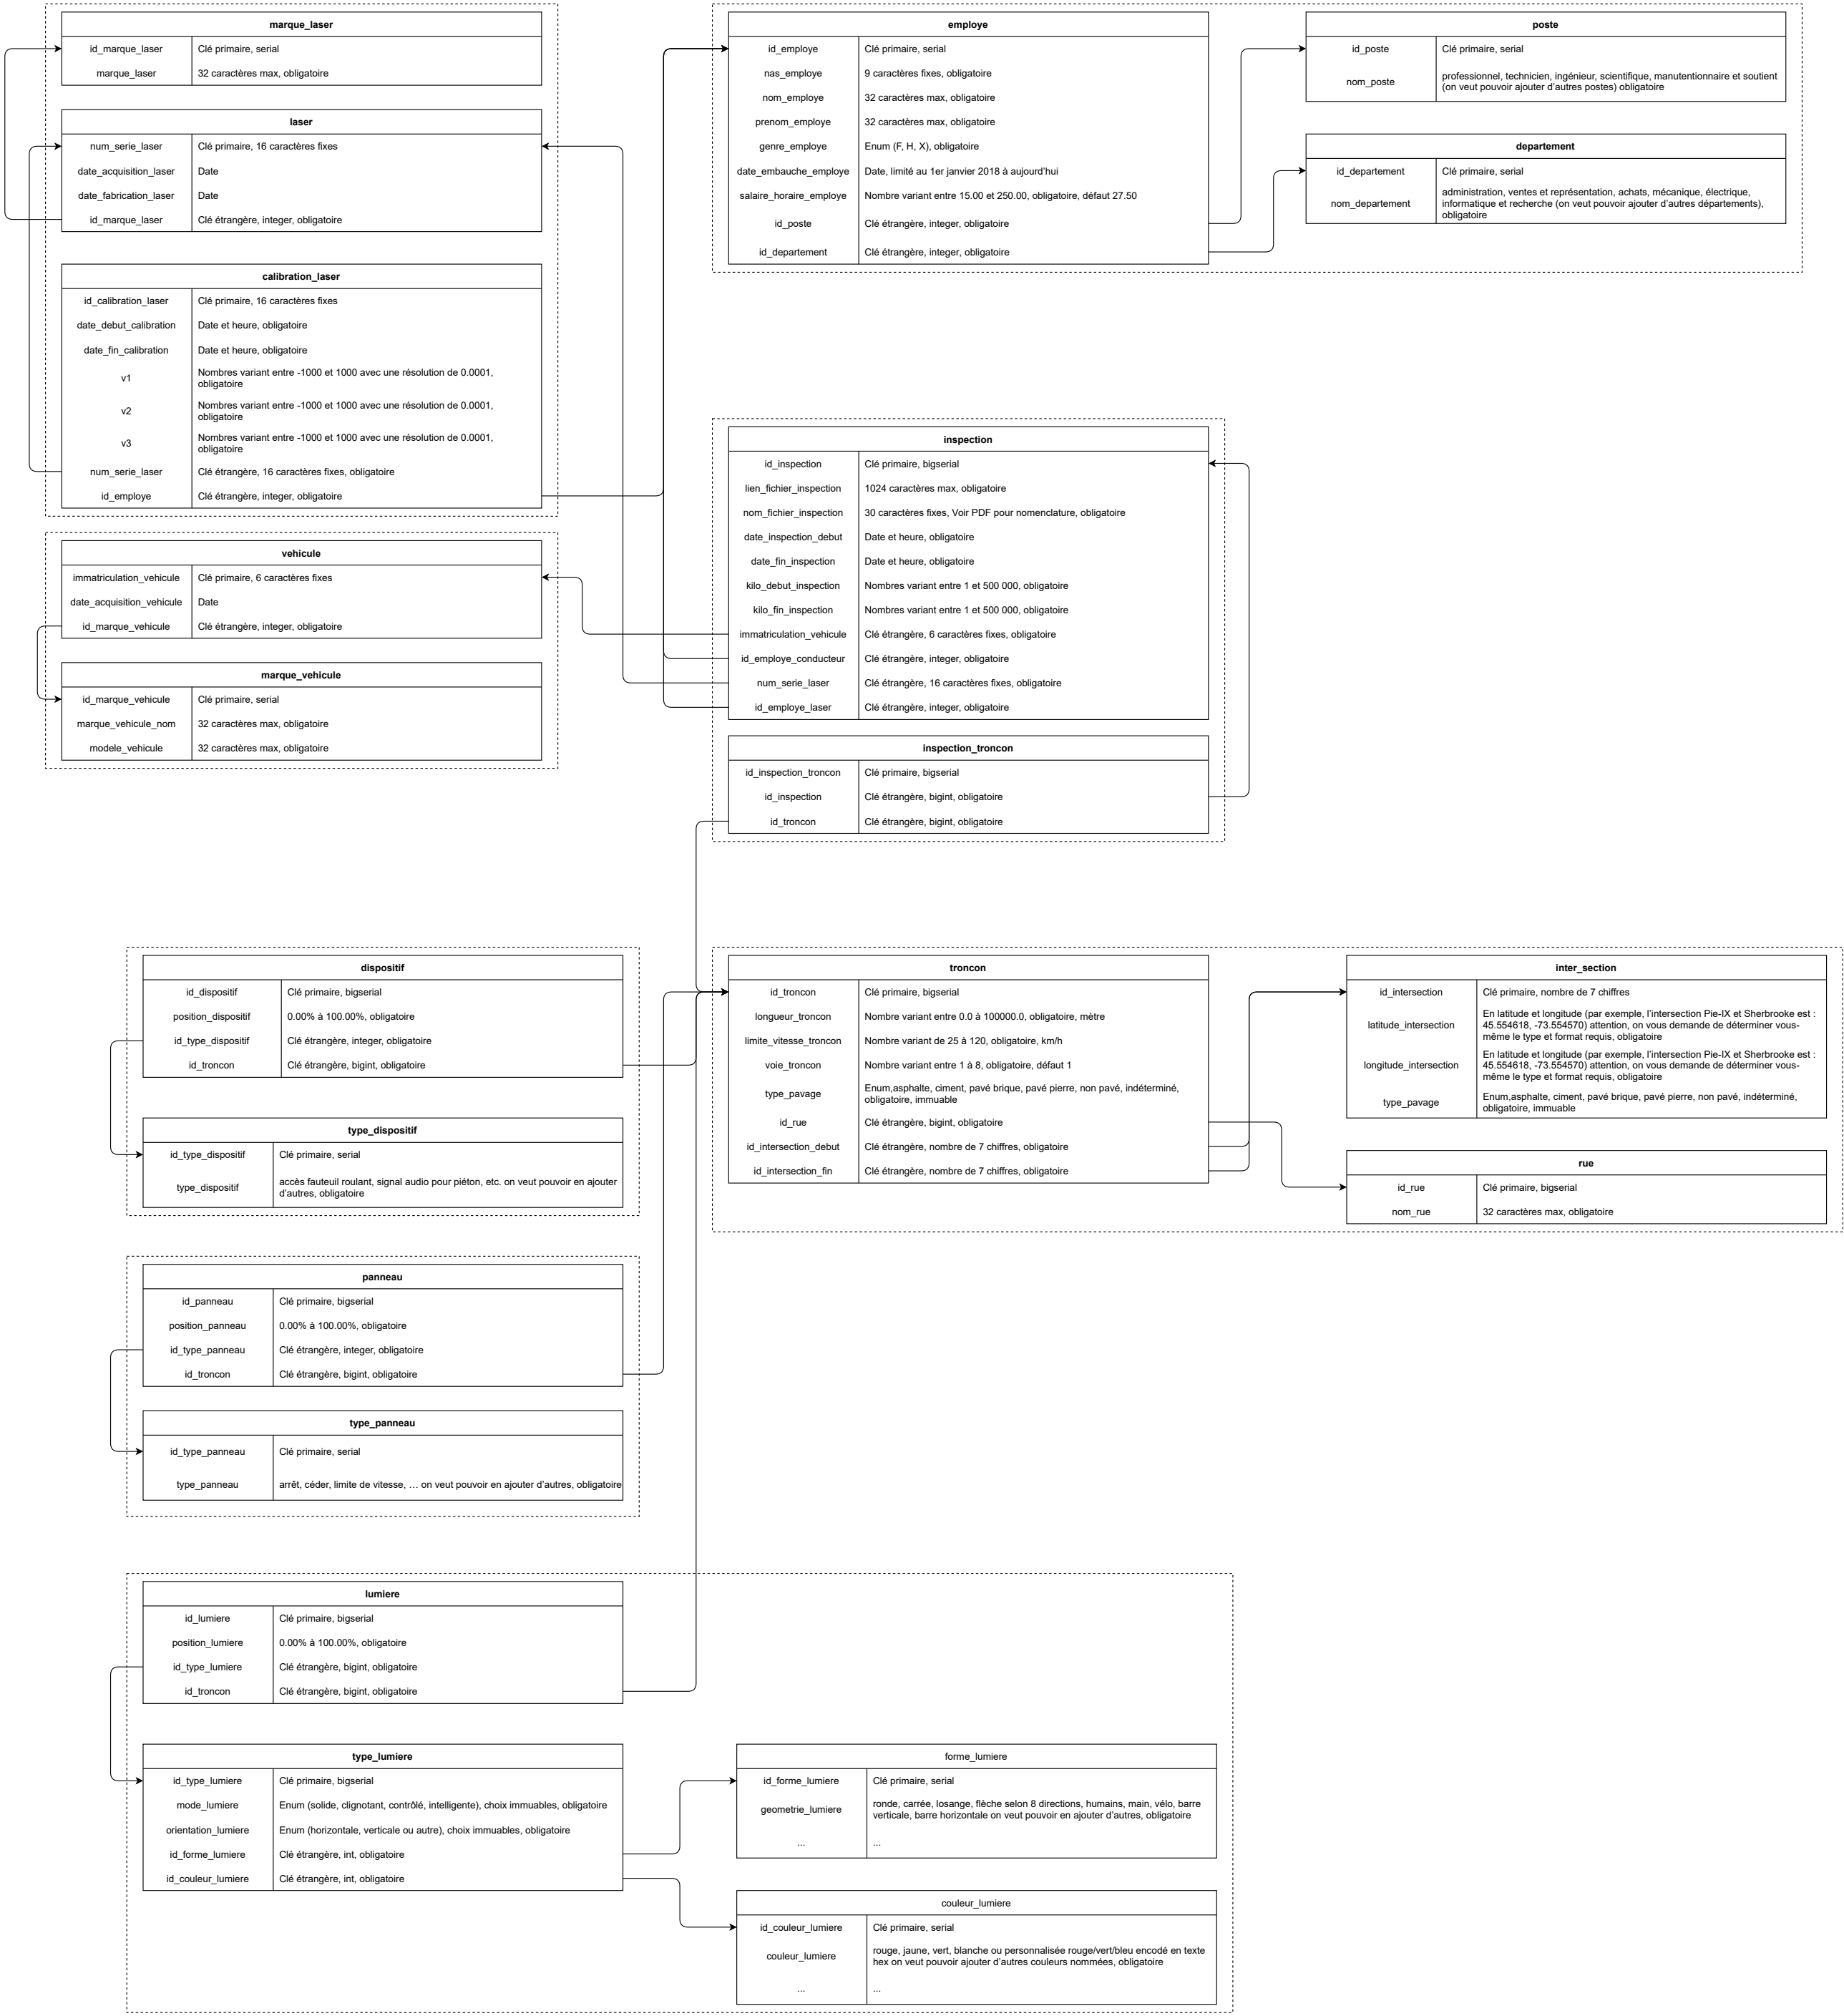 marque_laser
id_marque_laser Clé primaire, serial
marque_laser 32 caractères max, obligatoire
laser
num_serie_laser Clé primaire, 16 caractères fixes
date_acquisition_laser Date
date_fabrication_laser Date
id_marque_laser Clé étrangère, integer, obligatoire
calibration_laser
id_calibration_laser Clé primaire, 16 caractères fixes
date_debut_calibration Date et heure, obligatoire
date_fin_calibration Date et heure, obligatoire
v1 Nombres variant entre -1000 et 1000 avec une résolution de 0.0001,
obligatoire
v2 Nombres variant entre -1000 et 1000 avec une résolution de 0.0001,
obligatoire
v3 Nombres variant entre -1000 et 1000 avec une résolution de 0.0001,
obligatoire
num_serie_laser Clé étrangère, 16 caractères fixes, obligatoire
id_employe Clé étrangère, integer, obligatoire
vehicule
immatriculation_vehicule Clé primaire, 6 caractères fixes
date_acquisition_vehicule Date
id_marque_vehicule Clé étrangère, integer, obligatoire
marque_vehicule
id_marque_vehicule Clé primaire, serial
marque_vehicule_nom 32 caractères max, obligatoire
modele_vehicule 32 caractères max, obligatoire
employe
id_employe Clé primaire, serial
nas_employe 9 caractères fixes, obligatoire
nom_employe 32 caractères max, obligatoire
prenom_employe 32 caractères max, obligatoire
genre_employe Enum (F, H, X), obligatoire
date_embauche_employe Date, limité au 1er janvier 2018 à aujourd'hui
salaire_horaire_employe Nombre variant entre 15.00 et 250.00, obligatoire, défaut 27.50
id_poste Clé étrangère, integer, obligatoire
id_departement Clé étrangère, integer, obligatoire
poste
id_poste Clé primaire, serial
nom_poste professionnel, technicien, ingénieur, scientifique, manutentionnaire et soutient
(on veut pouvoir ajouter d'autres postes) obligatoire
departement
id_departement Clé primaire, serial
nom_departement administration, ventes et représentation, achats, mécanique, électrique,
informatique et recherche (on veut pouvoir ajouter d'autres départements),
obligatoire
inspection
id_inspection Clé primaire, bigserial
lien_fichier_inspection 1024 caractères max, obligatoire
nom_fichier_inspection 30 caractères fixes, Voir PDF pour nomenclature, obligatoire
date_inspection_debut Date et heure, obligatoire
date_fin_inspection Date et heure, obligatoire
kilo_debut_inspection Nombres variant entre 1 et 500 000, obligatoire
kilo_fin_inspection Nombres variant entre 1 et 500 000, obligatoire
immatriculation_vehicule Clé étrangère, 6 caractères fixes, obligatoire
id_employe_conducteur Clé étrangère, integer, obligatoire
num_serie_laser Clé étrangère, 16 caractères fixes, obligatoire
id_employe_laser Clé étrangère, integer, obligatoire
inspection_troncon
id_inspection_troncon Clé primaire, bigserial
id_inspection Clé étrangère, bigint, obligatoire
id_troncon Clé étrangère, bigint, obligatoire
dispositif
id_dispositif Clé primaire, bigserial
position_dispositif 0.00% à 100.00%, obligatoire
id_type_dispositif Clé étrangère, integer, obligatoire
id_troncon Clé étrangère, bigint, obligatoire
type_dispositif
id_type_dispositif Clé primaire, serial
type_dispositif accès fauteuil roulant, signal audio pour piéton, etc. on veut pouvoir en ajouter
d'autres, obligatoire
troncon
id_troncon Clé primaire, bigserial
longueur_troncon Nombre variant entre 0.0 à 100000.0, obligatoire, mètre
limite_vitesse_troncon Nombre variant de 25 à 120, obligatoire, km/h
voie_troncon Nombre variant entre 1 à 8, obligatoire, défaut 1
type_pavage Enum,asphalte, ciment, pavé brique, pavé pierre, non pavé, indéterminé,
obligatoire, immuable
id_rue Clé étrangère, bigint, obligatoire
id_intersection_debut Clé étrangère, nombre de 7 chiffres, obligatoire
id_intersection_fin Clé étrangère, nombre de 7 chiffres, obligatoire
inter_section
id_intersection Clé primaire, nombre de 7 chiffres
latitude_intersection En latitude et longitude (par exemple, l'intersection Pie-IX et Sherbrooke est :
45.554618, -73.554570) attention, on vous demande de déterminer vous-
même le type et format requis, obligatoire
longitude_intersection En latitude et longitude (par exemple, l'intersection Pie-IX et Sherbrooke est :
45.554618, -73.554570) attention, on vous demande de déterminer vous-
même le type et format requis, obligatoire
type_pavage Enum,asphalte, ciment, pavé brique, pavé pierre, non pavé, indéterminé,
obligatoire, immuable
rue
id_rue Clé primaire, bigserial
nom_rue 32 caractères max, obligatoire
panneau
id_panneau Clé primaire, bigserial
position_panneau 0.00% à 100.00%, obligatoire
id_type_panneau Clé étrangère, integer, obligatoire
id_troncon Clé étrangère, bigint, obligatoire
type_panneau
id_type_panneau Clé primaire, serial
type_panneau arrêt, céder, limite de vitesse, … on veut pouvoir en ajouter d'autres, obligatoire
lumiere
id_lumiere Clé primaire, bigserial
position_lumiere 0.00% à 100.00%, obligatoire
id_type_lumiere Clé étrangère, bigint, obligatoire
id_troncon Clé étrangère, bigint, obligatoire
type_lumiere
id_type_lumiere Clé primaire, bigserial
mode_lumiere Enum (solide, clignotant, contrôlé, intelligente), choix immuables, obligatoire
orientation_lumiere Enum (horizontale, verticale ou autre), choix immuables, obligatoire
id_forme_lumiere Clé étrangère, int, obligatoire
id_couleur_lumiere Clé étrangère, int, obligatoire
forme_lumiere
id_forme_lumiere Clé primaire, serial
geometrie_lumiere ronde, carrée, losange, flèche selon 8 directions, humains, main, vélo, barre
verticale, barre horizontale on veut pouvoir en ajouter d'autres, obligatoire
... ...
couleur_lumiere
id_couleur_lumiere Clé primaire, serial
couleur_lumiere rouge, jaune, vert, blanche ou personnalisée rouge/vert/bleu encodé en texte
hex on veut pouvoir ajouter d'autres couleurs nommées, obligatoire
... ...